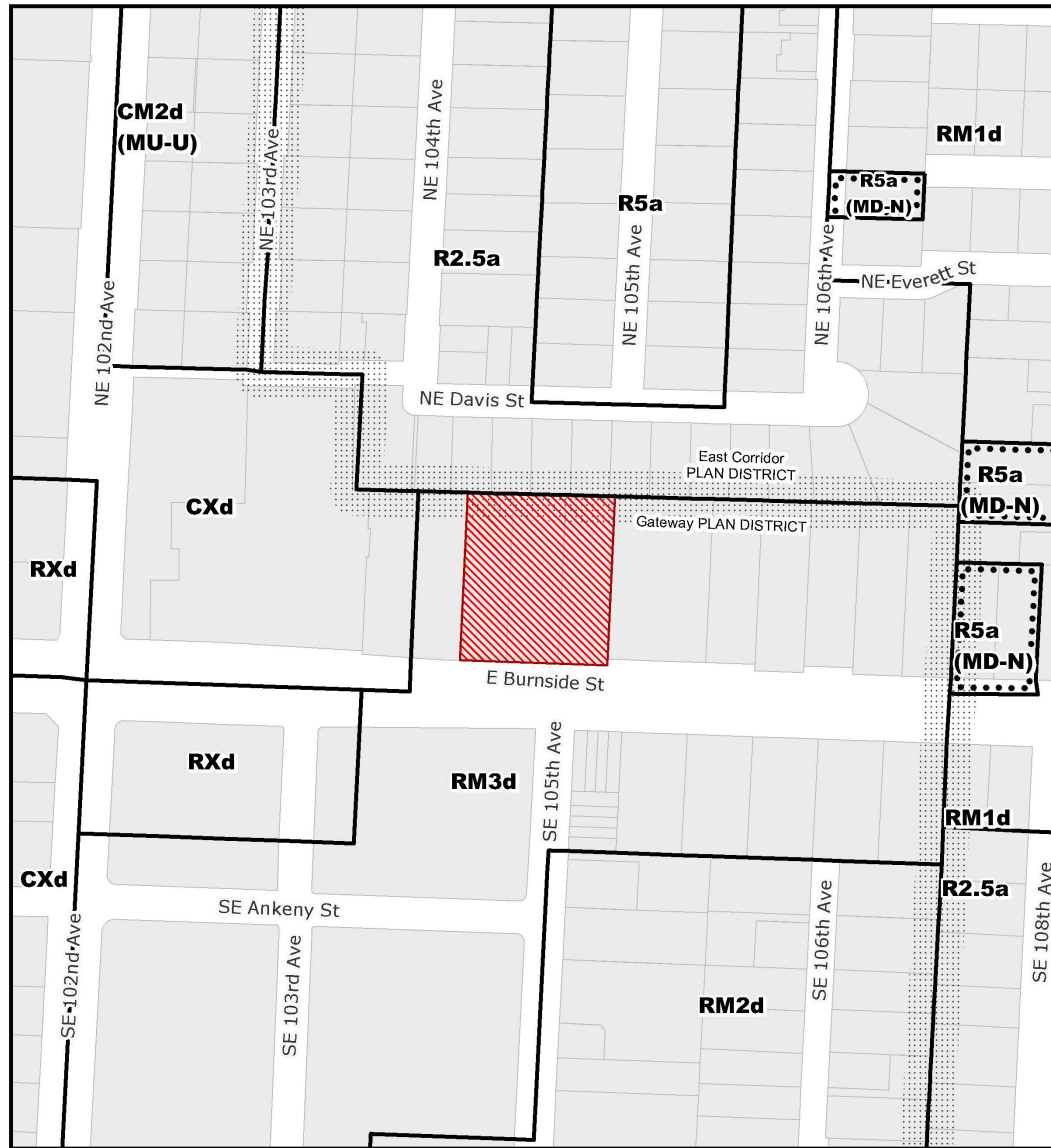 CM2d
(MU-U)
NE 103rd Ave
NE 104th Ave
RM1d
R5a
(MD-N)
R5a
R2.5a
NE 105th Ave
NE 106th Ave
NE Everett St
NE 102nd Ave
NE Davis St
East Corridor
PLAN DISTRICT
R5a
(MD-N)
CXd
Gateway PLAN DISTRICT
RXd
R5a
(MD-N)
E Burnside St
RXd
RM3d
SE 105th Ave
RM1d
CXd
R2.5a
SE Ankeny St
SE 102nd Ave
SE 103rd Ave
SE 106th Ave
SE 108th Ave
RM2d